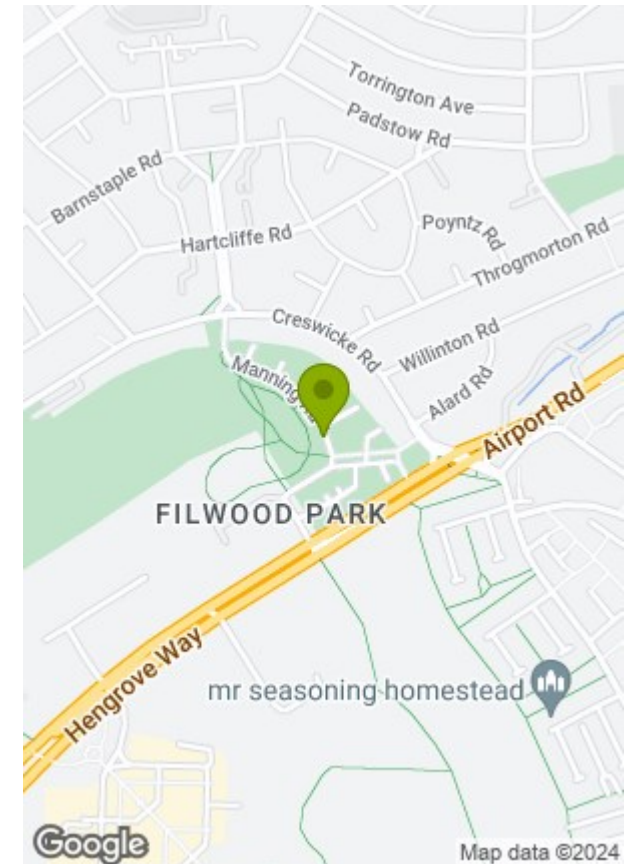 Torrington Ave
Padstow Rd
Barnstaple Rd
Poyntz Rd
Hartcliffe Rd
Throgmorton Rd
Creswicke Rd
Willinton Rd
Manning
Alard Rd
Airport Rd
FILWOOD PARK
Hengrove Way
mr seasoning homestead
Google
Map data ©2024